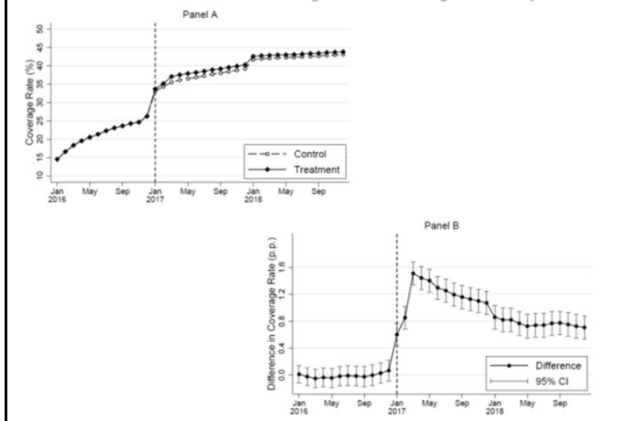 Panel A
Coverage Rate (%)
50
45
40
35
30
25
20
15
10
Control
Treatment
Jan
2016
May
Sep
Jan
2017
May
Sep
Jan
2018
May
Sep
Panel B
Difference in Coverage Rate (p.p.)
1.6
1.2
0.8
0.4
0.0
Difference
95% CI
Jan
2016
May
Sep
Jan
2017
May
Sep
Jan
2018
May
Sep